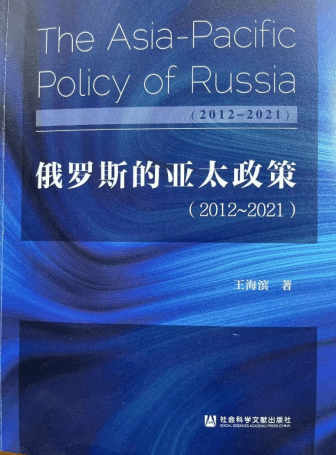 The Asia-Pacific
Policy of Russia
(2012-2021)
俄罗斯的亚太政策
(2012~2021)
王海滨 著
社会科学文献出版社
SOCIAL SCIENCES ACADEMIC PRESS (CHINA)